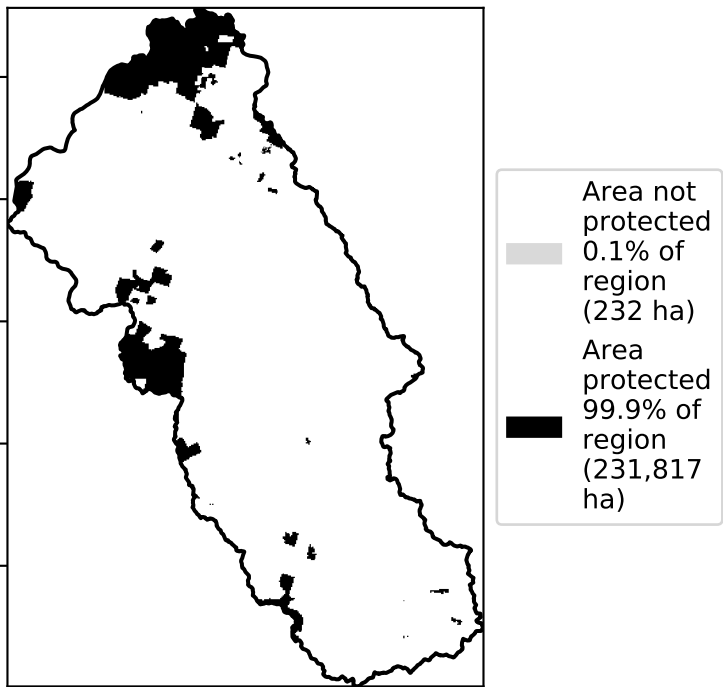 Area not
protected
0.1% of
region
(232 ha)
Area
protected
99.9% of
region
(231,817
ha)